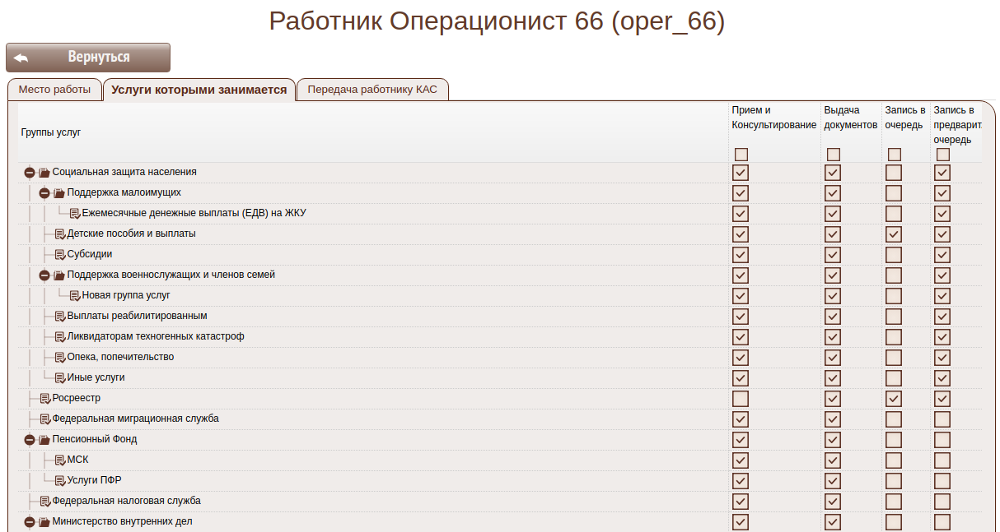 Работник Операционист 66 (oper_66)
Вернуться
Место работы Услуги которыми занимается Передача работнику КАС
Группы услуг
Прием и Консультирование
Выдача документов
Запись в очередь
Запись в предварит. очередь
Социальная защита населения
Поддержка малоимущих
Ежемесячные денежные выплаты (ЕДВ) на ЖКУ
Детские пособия и выплаты
Субсидии
Поддержка военнослужащих и членов семей
Новая группа услуг
Выплаты реабилитированным
Ликвидаторам техногенных катастроф
Опека, попечительство
Иные услуги
Росреестр
Федеральная миграционная служба
Пенсионный Фонд
МСК
Услуги ПФР
Федеральная налоговая служба
Министерство внутренних дел